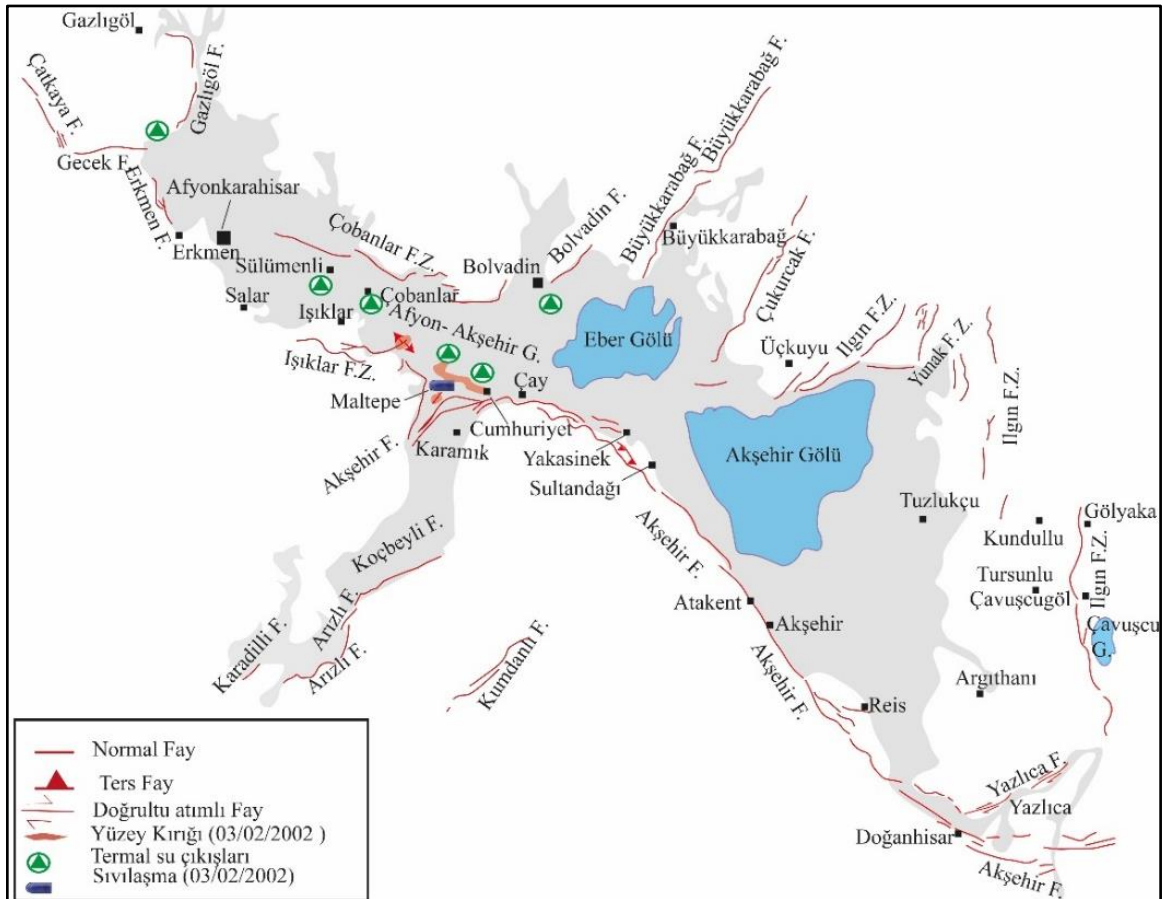 Gazlıgöl
Çatkaya F.
Gazlıgöl F.
Gecek F.
Erkmen F.
Afyonkarahisar
Erkmen
Çobanlar F.Z.
Sülümenli
Salar
Işıklar
Çobanlar
Bolvadin
Bolvadin F.
Büyükkarabağ F.
Büyükkarabağ F.
Büyükkarabağ
Çukurcak F.
Afyon- Akşehir G.
Eber Gölü
Üçkuyu
Ilgın F.Z.
Yunak F. Z.
Ilgın F.Z.
Işıklar F.Z.
Maltepe
Çay
Cumhuriyet
Karamık
Akşehir F.
Yakasinek
Sultandağı
Akşehir Gölü
Tuzlukçu
Gölyaka
Kundullu
Tursunlu
Çavuşcugöl
Ilgın F.Z.
Çavuşcu
G.
Koçbeyli F.
Akşehir F.
Atakent
Akşehir
Arızlı F.
Karadilli F.
Arızlı F.
Kumdanlı F.
Akşehir F.
Reis
Argıthanı
Yazlıca F.
Yazlıca
Doğanhisar
Akşehir F.
Normal Fay
Ters Fay
Doğrultu atımlı Fay
Yüzey Kırığı (03/02/2002 )
Termal su çıkışları
Sıvılaşma (03/02/2002)